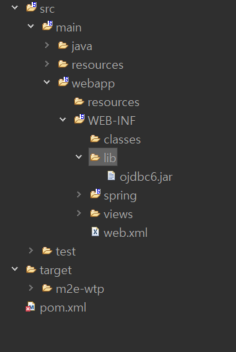 src
main
java
resources
webapp
resources
WEB-INF
classes
lib
ojdbc6.jar
spring
views
web.xml
test
target
m2e-wtp
pom.xml